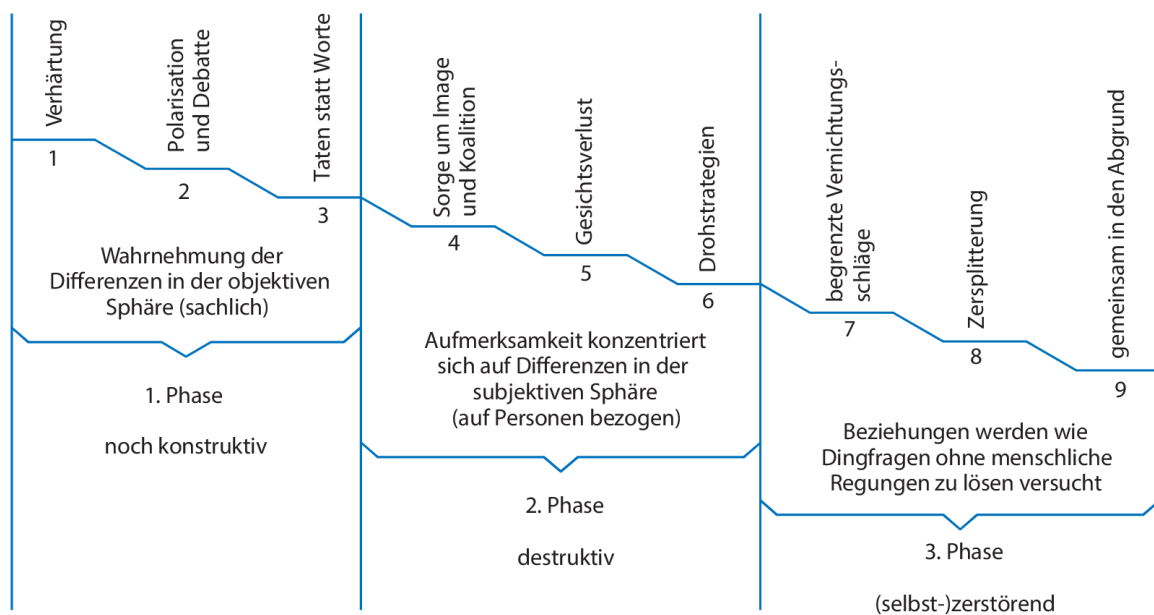 Verhärtung
1
Polarisation
und Debatte
2
Taten statt Worte
3
Wahrnehmung der
Differenzen in der objektiven
Sphäre (sachlich)
1. Phase
noch konstruktiv
Sorge um Image
und Koalition
4
Gesichtsverlust
5
Drohstrategien
6
Aufmerksamkeit konzentriert
sich auf Differenzen in der
subjektiven Sphäre
(auf Personen bezogen)
2. Phase
destruktiv
begrenzte Vernichtungs-
schläge
7
Zersplitterung
8
gemeinsam in den Abgrund
9
Beziehungen werden wie
Dingfragen ohne menschliche
Regungen zu lösen versucht
3. Phase
(selbst-)zerstörend